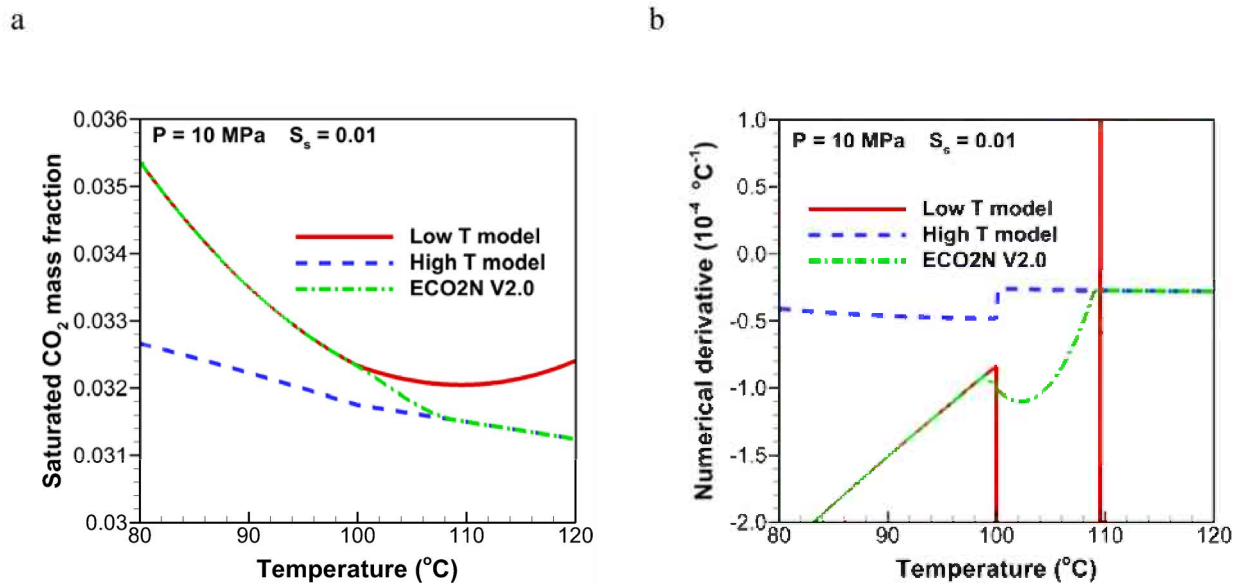 a
b
0.036
P = 10 MPa Sₛ = 0.01
0.035
0.034
0.033
0.032
0.031
0.03
Low T model
High T model
ECO2N V2.0
Saturated CO₂ mass fraction
80
90
100
110
120
Temperature (°C)
1.0
P = 10 MPa Sₛ = 0.01
0.5
0.0
-0.5
-1.0
-1.5
-2.0
Low T model
High T model
ECO2N V2.0
Numerical derivative (10⁻⁴ °C⁻¹)
80
90
100
110
120
Temperature (°C)